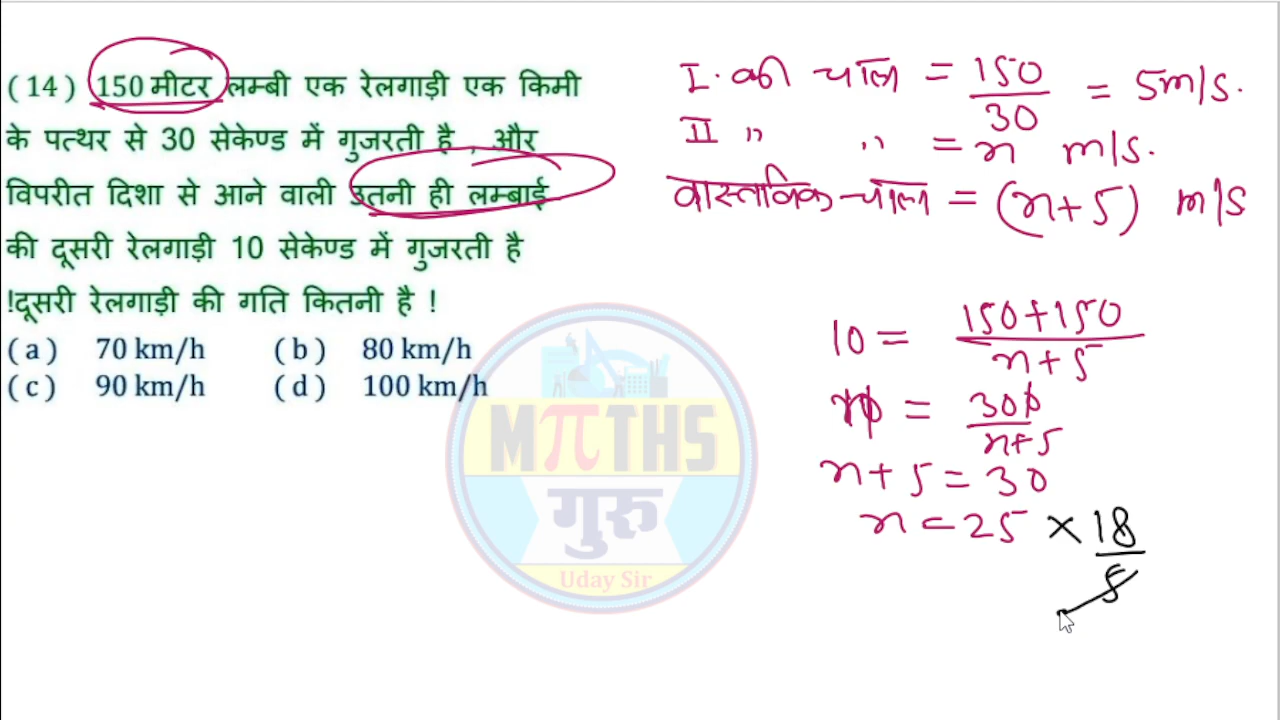 ( 14 ) 150 मीटर लम्बी एक रेलगाड़ी एक किमी
के पत्थर से 30 सेकेण्ड में गुजरती है , और
विपरीत दिशा से आने वाली उतनी ही लम्बाई
की दूसरी रेलगाड़ी 10 सेकेण्ड में गुजरती है
!दूसरी रेलगाड़ी की गति कितनी है !
( a ) 70 km/h ( b ) 80 km/h
( c ) 90 km/h ( d ) 100 km/h
I. की चाल = 150/30 = 5m/s.
II " " = x m/s.
वास्तविक चाल = (x+5) m/s
10 = 150+150/x+5
10 = 300/x+5
x+5=30
x=25 × 18/5
MπTHS
गुरु
Uday Sir